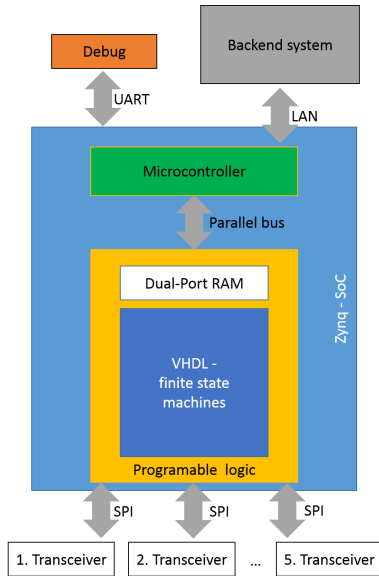 Debug
Backend system
UART
LAN
Microcontroller
Parallel bus
Dual-Port RAM
VHDL -
finite state
machines
Zynq - SoC
Programable logic
SPI
SPI
SPI
1. Transceiver
2. Transceiver
...
5. Transceiver